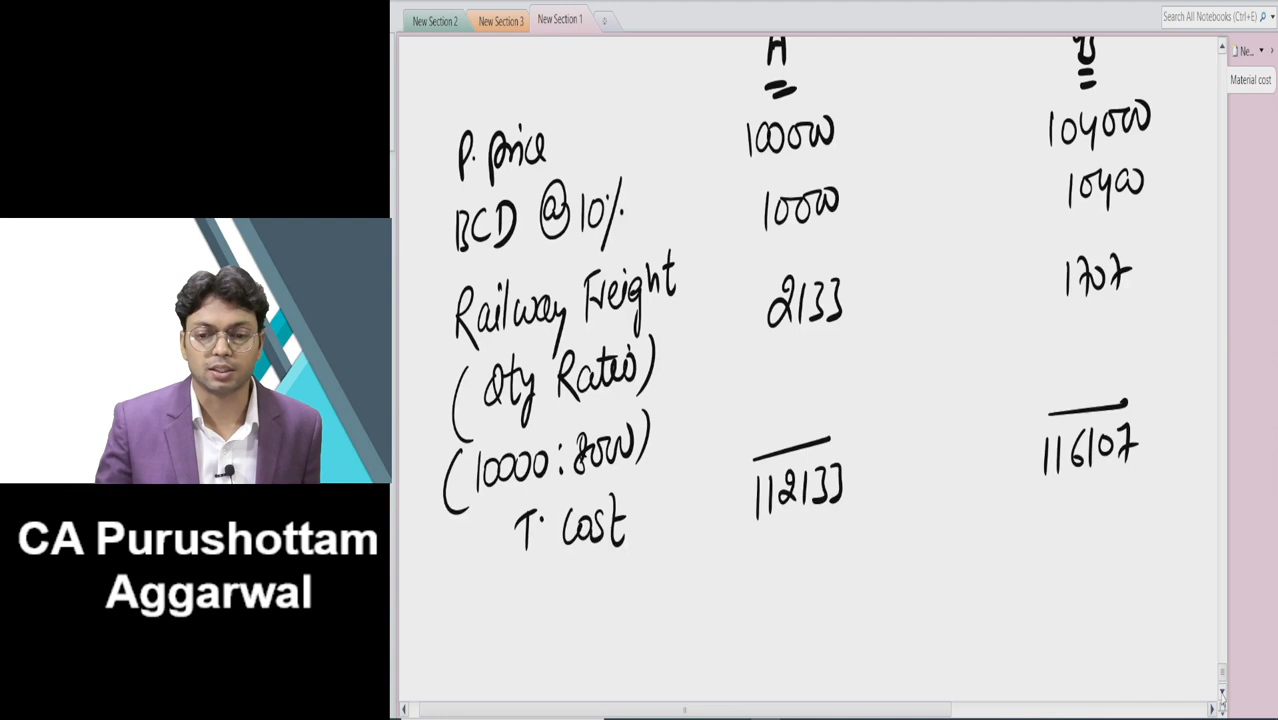 New Section 2 New Section 3 New Section 1
Search All Notebooks (Ctrl+E)
Ne...
Material cost
A
P. price 100000 104000
BCD @ 10% 10000 10400
Railway Freight 2133 1707
(Qty Ratio)
(10000 : 8000)
T. Cost 112133 116107
CA Purushottam
Aggarwal